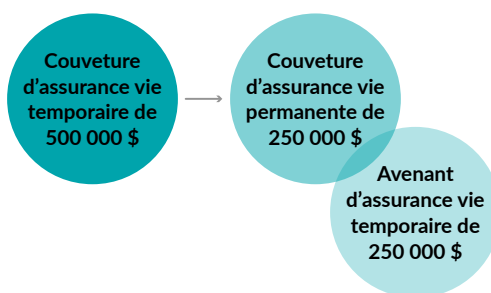 Couveture
d'assurance vie
temporaire de
500 000 $
Couveture
d'assurance vie
permanente de
250 000 $
Avenant
d'assurance vie
temporaire de
250 000 $